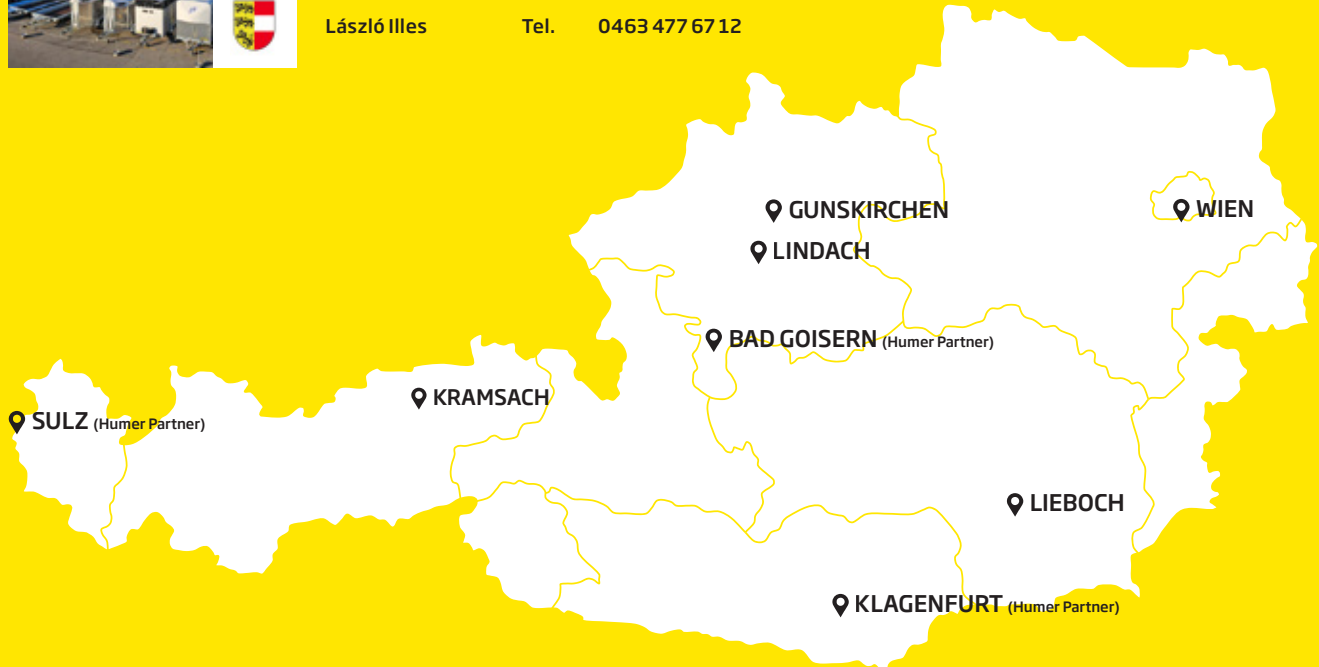 László Illes Tel. 0463 477 67 12
GUNSKIRCHEN
WIEN
LINDACH
BAD GOISERN (Humer Partner)
KRAMSACH
SULZ (Humer Partner)
LIEBOCH
KLAGENFURT (Humer Partner)